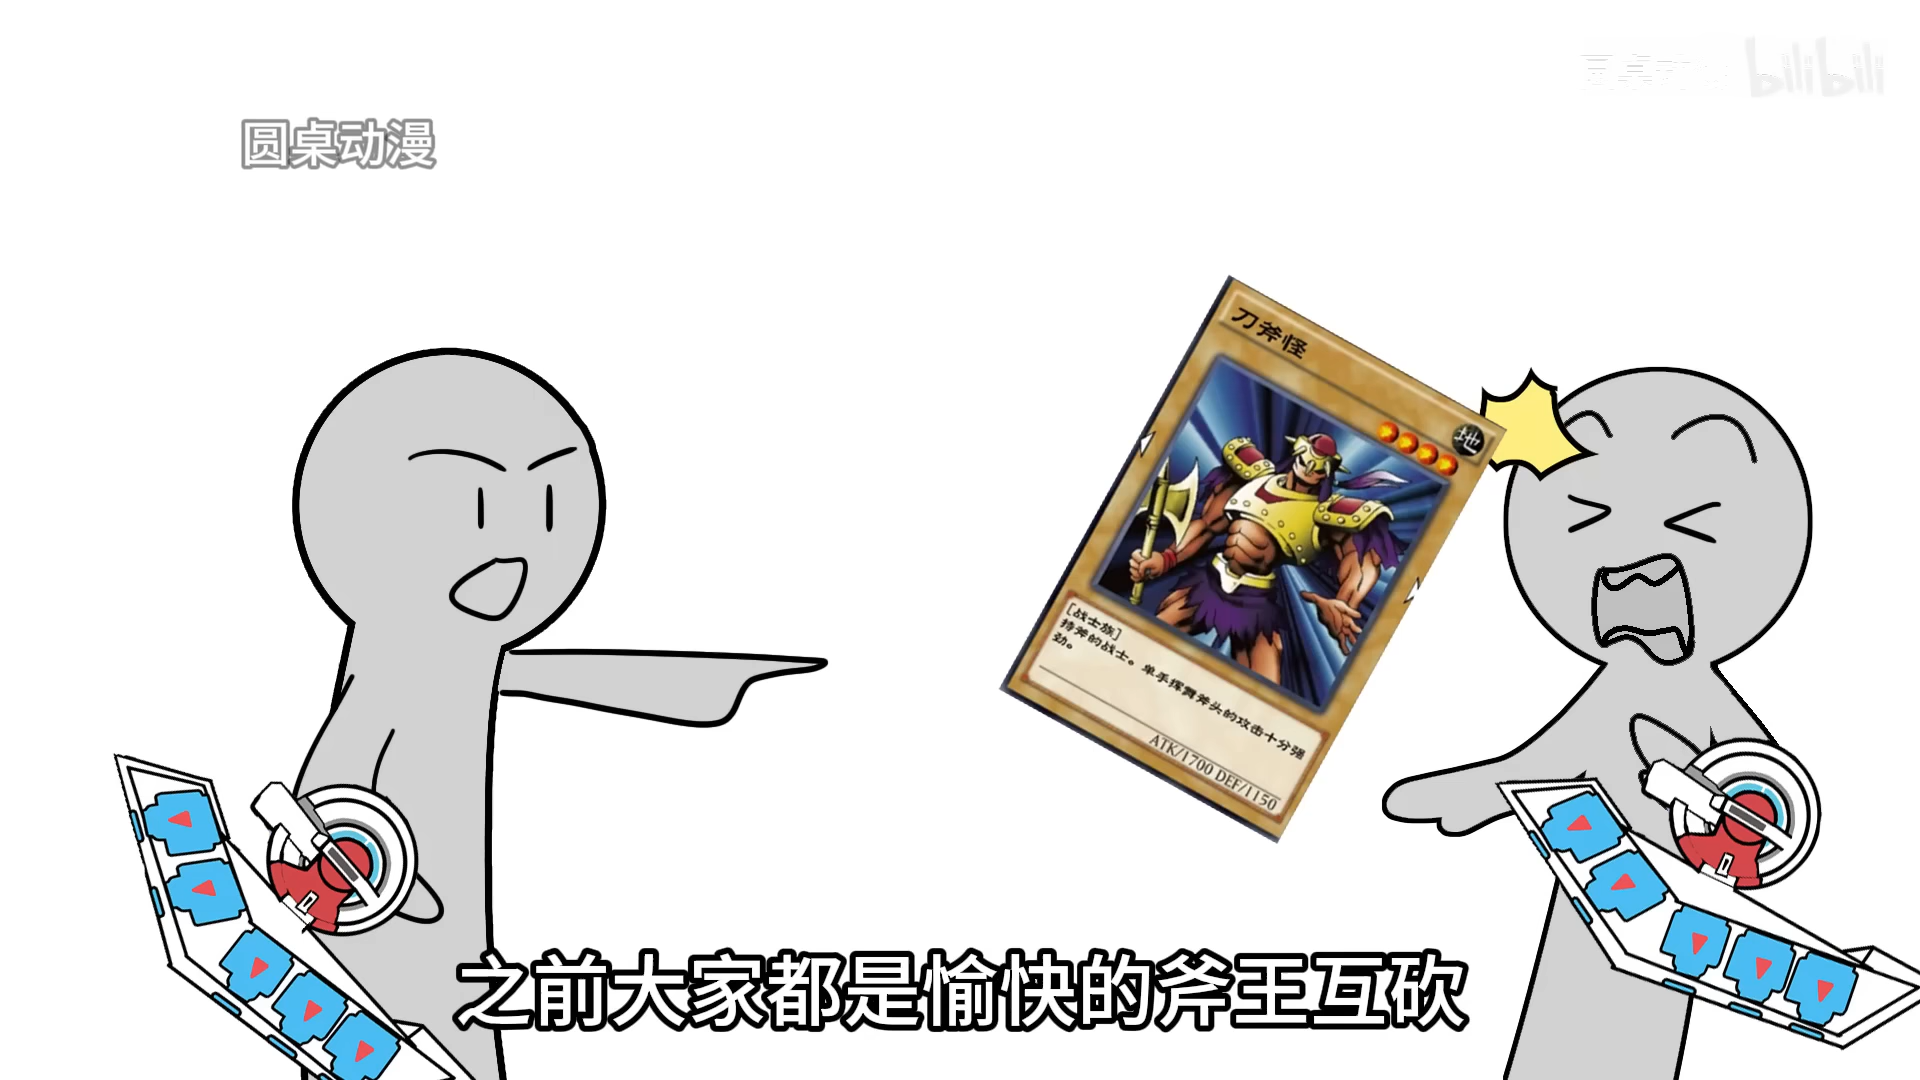 bilibili
圆桌动漫
刀斧怪
地
[战士族]
持斧的战士。单手挥舞斧头的攻击十分强
劲。
ATK/1700 DEF/1150
之前大家都是愉快的斧王互砍